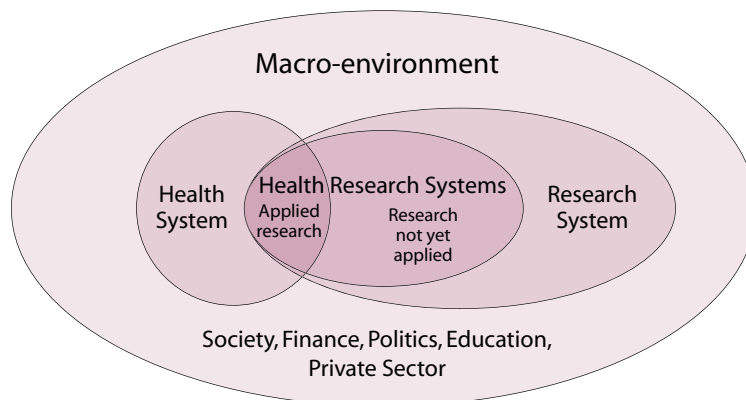 Macro-environment
Health
System
Health Research Systems
Applied
research
Research
not yet
applied
Research
System
Society, Finance, Politics, Education,
Private Sector